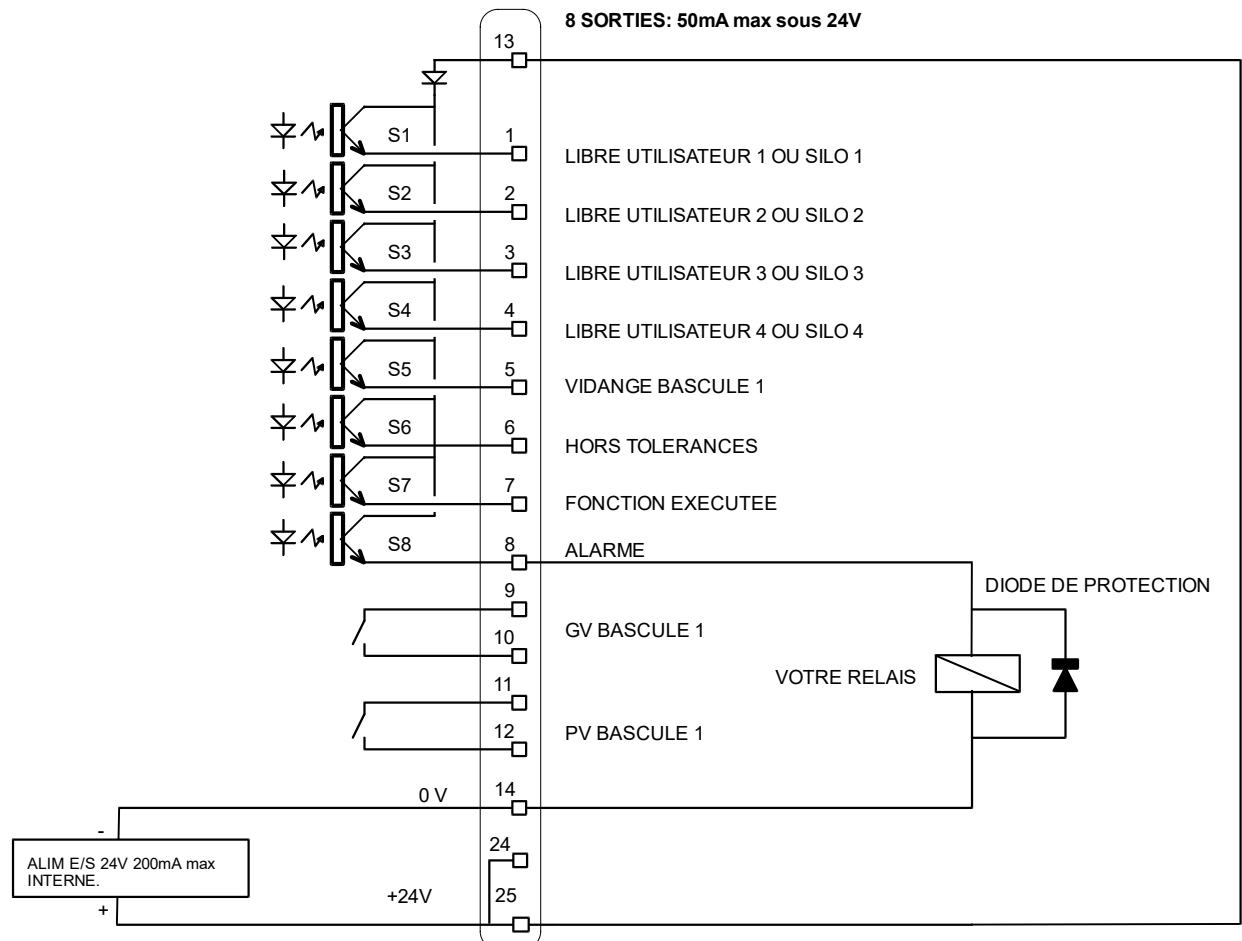 8 SORTIES: 50mA max sous 24V
13
S1
1
LIBRE UTILISATEUR 1 OU SILO 1
S2
2
LIBRE UTILISATEUR 2 OU SILO 2
S3
3
LIBRE UTILISATEUR 3 OU SILO 3
S4
4
LIBRE UTILISATEUR 4 OU SILO 4
S5
5
VIDANGE BASCULE 1
S6
6
HORS TOLERANCES
S7
7
FONCTION EXECUTEE
S8
8
ALARME
DIODE DE PROTECTION
9
GV BASCULE 1
10
VOTRE RELAIS
11
PV BASCULE 1
12
0 V
14
-
ALIM E/S 24V 200mA max
INTERNE.
+
24
+24V
25